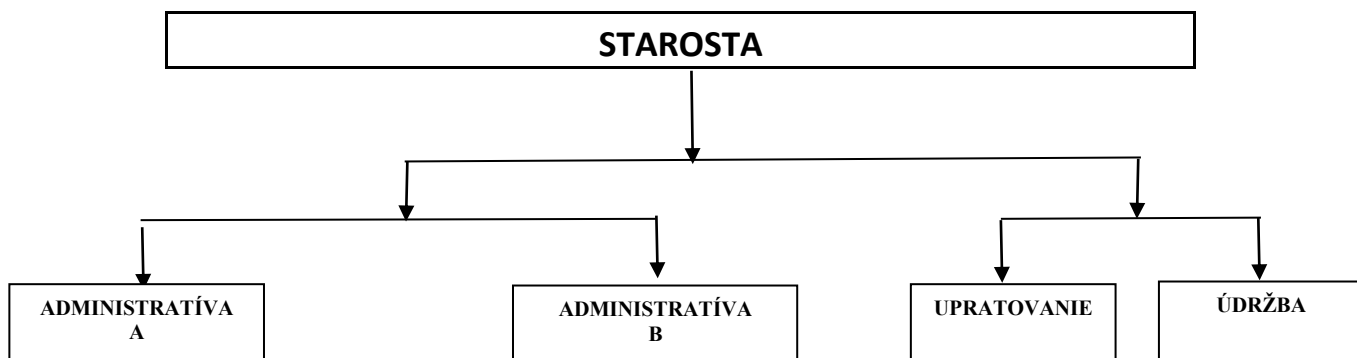 STAROSTA
ADMINISTRATÍVA
A
ADMINISTRATÍVA
B
UPRATOVANIE
ÚDRŽBA